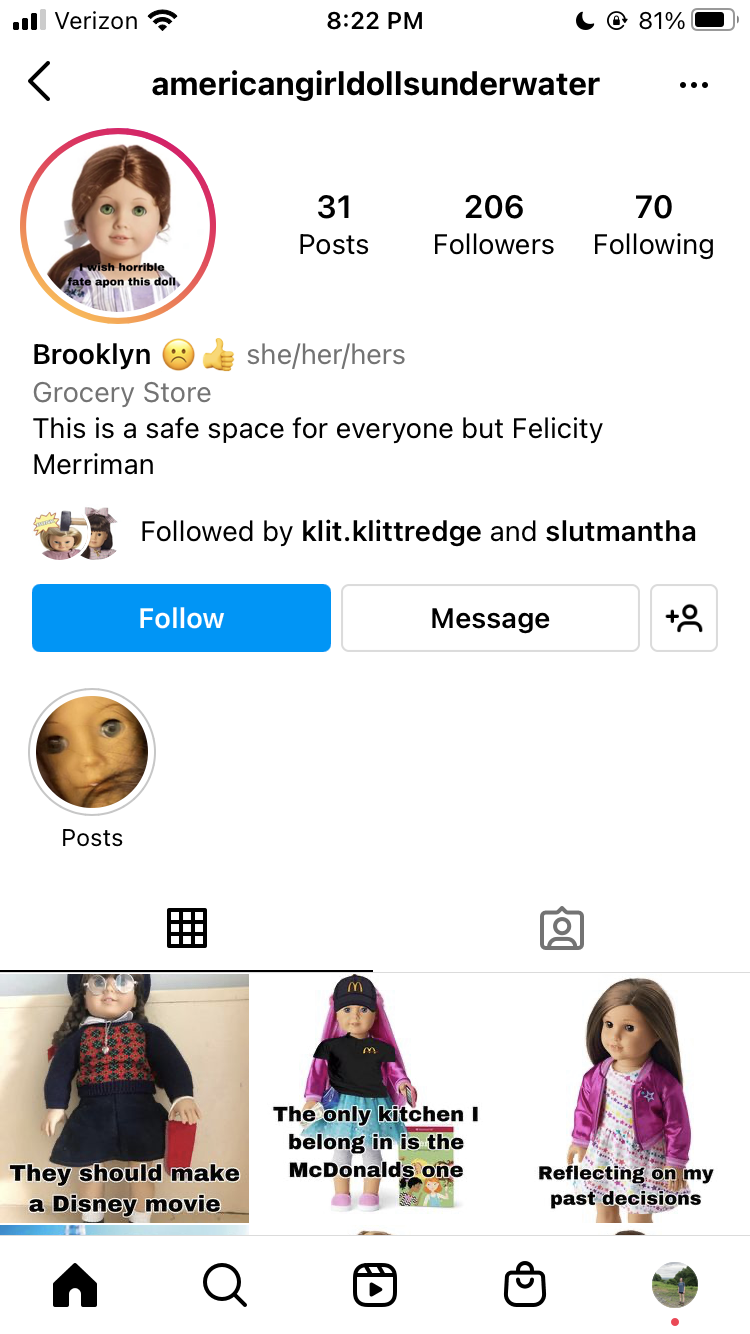 Verizon
8:22 PM
81%
americangirldollsunderwater
I wish horrible
fate apon this doll
31
Posts
206
Followers
70
Following
Brooklyn ☹️👍 she/her/hers
Grocery Store
This is a safe space for everyone but Felicity
Merriman
Followed by klit.klittredge and slutmantha
Follow
Message
Posts
They should make
a Disney movie
The only kitchen I
belong in is the
McDonalds one
Reflecting on my
past decisions